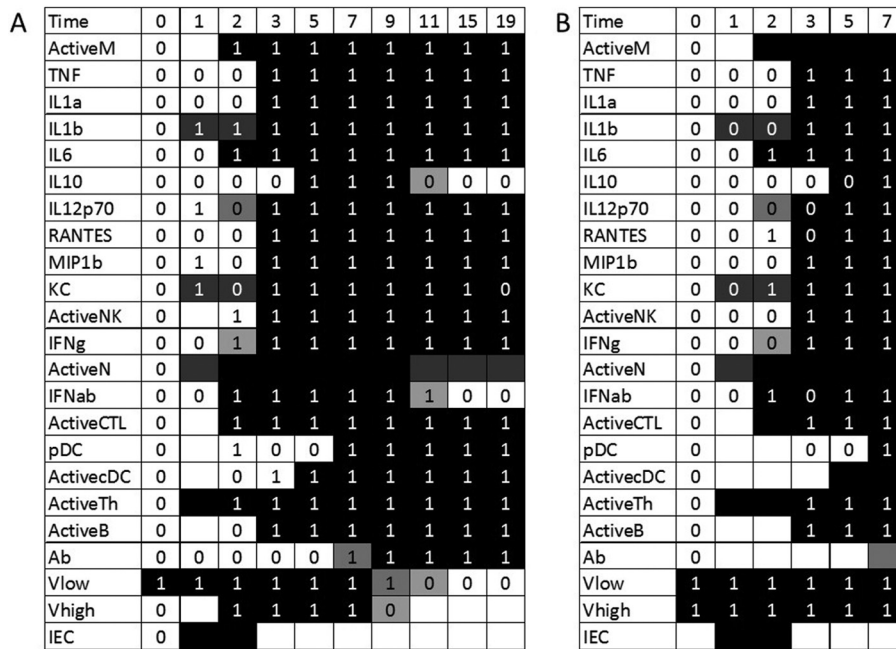 A
Time 0 1 2 3 5 7 9 11 15 19
ActiveM 0 1 1 1 1 1 1 1 1
TNF 0 0 0 1 1 1 1 1 1 1
IL1a 0 0 0 1 1 1 1 1 1 1
IL1b 0 1 1 1 1 1 1 1 1 1
IL6 0 0 1 1 1 1 1 1 1 1
IL10 0 0 0 0 1 1 1 0 0 0
IL12p70 0 1 0 1 1 1 1 1 1 1
RANTES 0 0 0 1 1 1 1 1 1 1
MIP1b 0 1 0 1 1 1 1 1 1 1
KC 0 1 0 1 1 1 1 1 1 0
ActiveNK 0 1 1 1 1 1 1 1 1
IFNg 0 0 1 1 1 1 1 1 1 1
ActiveN 0
IFNab 0 0 1 1 1 1 1 1 0 0
ActiveCTL 0 1 1 1 1 1 1 1 1
pDC 0 1 0 0 1 1 1 1 1
ActivecDC 0 0 1 1 1 1 1 1 1
ActiveTh 0 1 1 1 1 1 1 1 1
ActiveB 0 0 1 1 1 1 1 1 1
Ab 0 0 0 0 0 1 1 1 1 1
Vlow 1 1 1 1 1 1 1 0 0 0
Vhigh 0 1 1 1 1 0
IEC 0
B
Time 0 1 2 3 5 7
ActiveM 0
TNF 0 0 0 1 1 1
IL1a 0 0 0 1 1 1
IL1b 0 0 0 1 1 1
IL6 0 0 1 1 1 1
IL10 0 0 0 0 0 1
IL12p70 0 0 0 0 1 1
RANTES 0 0 1 0 1 1
MIP1b 0 0 0 1 1 1
KC 0 0 1 1 1 1
ActiveNK 0 0 0 1 1 1
IFNg 0 0 0 1 1 1
ActiveN 0
IFNab 0 0 1 0 1 1
ActiveCTL 0 1 1 1
pDC 0 0 0 1
ActivecDC 0
ActiveTh 0 1 1 1
ActiveB 0 1 1 1
Ab 0
Vlow 1 1 1 1 1 1
Vhigh 1 1 1 1 1 1
IEC 0